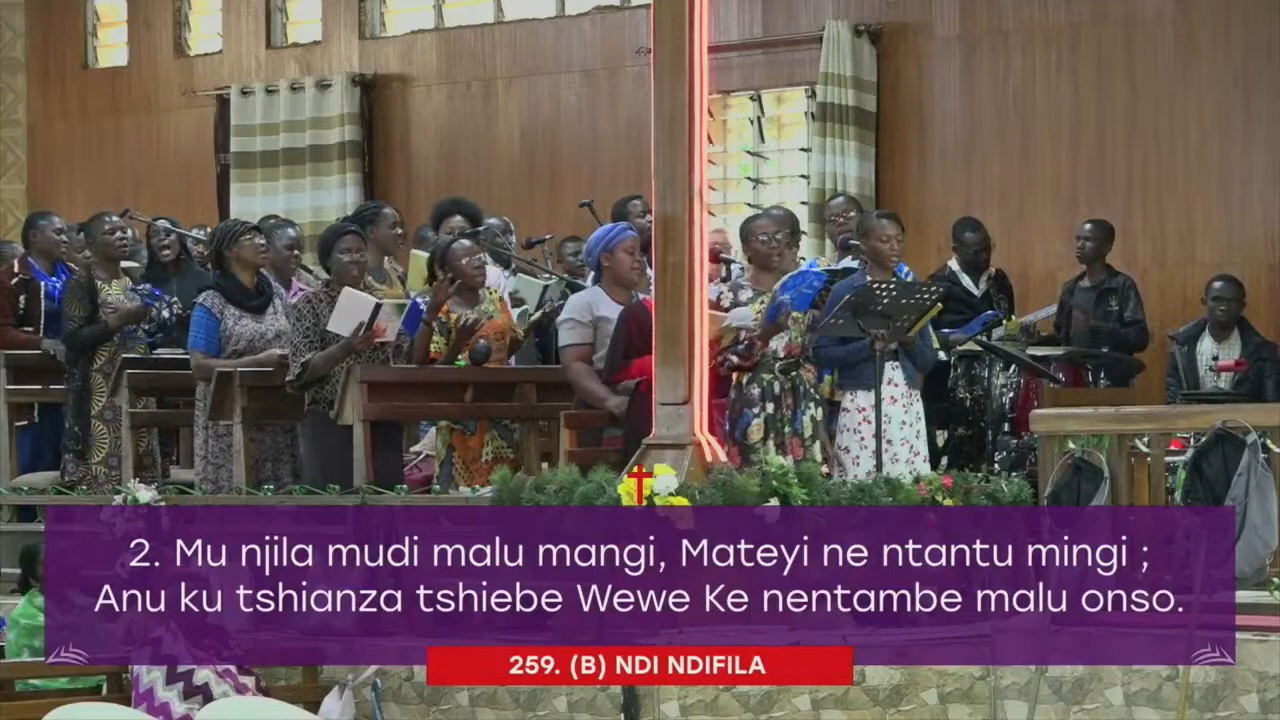 2. Mu njila mudi malu mangi, Mateyi ne ntantu mingi ;
Anu ku tshianza tshiebe Wewe Ke nentambe malu onso.
259. (B) NDI NDIFILA